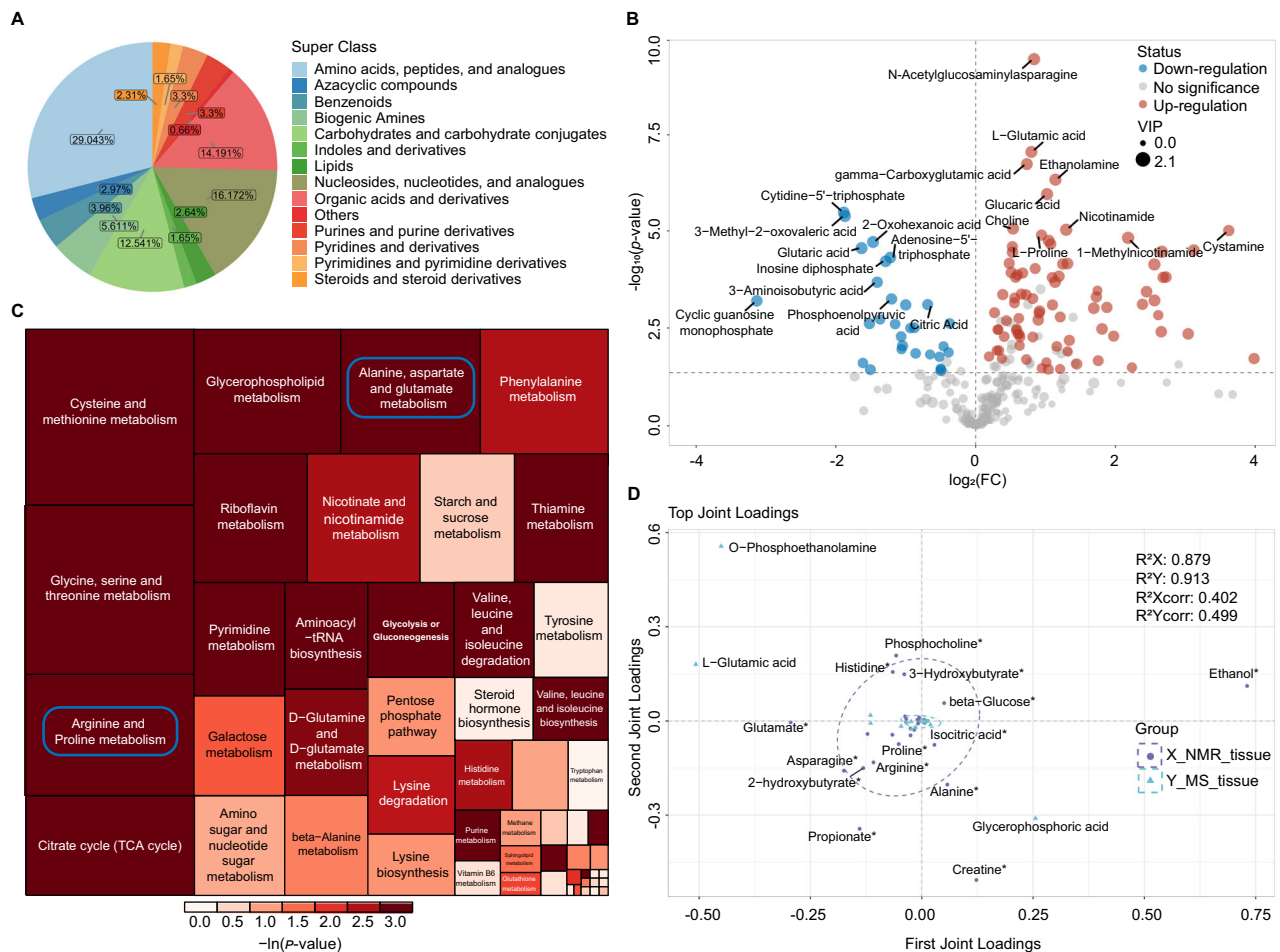 A
1.65%
2.31%
3.3%
3.3%
0.66%
29.043%
14.191%
16.172%
2.97%
3.96%
2.64%
5.611%
1.65%
12.541%
Super Class
Amino acids, peptides, and analogues
Azacyclic compounds
Benzenoids
Biogenic Amines
Carbohydrates and carbohydrate conjugates
Indoles and derivatives
Lipids
Nucleosides, nucleotides, and analogues
Organic acids and derivatives
Others
Purines and purine derivatives
Pyridines and derivatives
Pyrimidines and pyrimidine derivatives
Steroids and steroid derivatives
B
10.0
7.5
5.0
2.5
0.0
-log₁₀(p-value)
-4
-2
0
2
4
log₂(FC)
Status
Down-regulation
No significance
Up-regulation
VIP
0.0
2.1
N-Acetylglucosaminylasparagine
L-Glutamic acid
Ethanolamine
gamma-Carboxyglutamic acid
Cytidine-5'-triphosphate
Glucaric acid
Choline
Nicotinamide
3-Methyl-2-oxovaleric acid
2-Oxohexanoic acid
Adenosine-5'-
triphosphate
Glutaric acid
L-Proline
1-Methylnicotinamide
Cystamine
Inosine diphosphate
3-Aminoisobutyric acid
Cyclic guanosine
monophosphate
Phosphoenolpyruvic
acid
Citric Acid
C
Cysteine and
methionine metabolism
Glycerophospholipid
metabolism
Alanine, aspartate
and glutamate
metabolism
Phenylalanine
metabolism
Riboflavin
metabolism
Nicotinate and
nicotinamide
metabolism
Starch and
sucrose
metabolism
Thiamine
metabolism
Glycine, serine and
threonine metabolism
Pyrimidine
metabolism
Aminoacyl
-tRNA
biosynthesis
Glycolysis or
Gluconeogenesis
Valine,
leucine and
isoleucine
degradation
Tyrosine
metabolism
Arginine and
Proline metabolism
Galactose
metabolism
D-Glutamine
and
D-glutamate
metabolism
Pentose
phosphate
pathway
Steroid
hormone
biosynthesis
Valine, leucine
and isoleucine
biosynthesis
Lysine
degradation
Histidine
metabolism
Tryptophan
metabolism
Citrate cycle (TCA cycle)
Amino
sugar and
nucleotide
sugar
metabolism
beta-Alanine
metabolism
Lysine
biosynthesis
Purine
metabolism
Methane
metabolism
Sphingolipid
metabolism
Vitamin B6
metabolism
Glutathione
metabolism
0.0
0.5
1.0
1.5
2.0
2.5
3.0
-ln(P-value)
D
Top Joint Loadings
0.6
0.3
0.0
-0.3
Second Joint Loadings
-0.50
-0.25
0.00
0.25
0.50
0.75
First Joint Loadings
R²X: 0.879
R²Y: 0.913
R²Xcorr: 0.402
R²Ycorr: 0.499
O-Phosphoethanolamine
L-Glutamic acid
Phosphocholine*
Histidine*
3-Hydroxybutyrate*
Ethanol*
beta-Glucose*
Glutamate*
Isocitric acid*
Proline*
Asparagine*
Arginine*
2-hydroxybutyrate*
Alanine*
Propionate*
Glycerophosphoric acid
Creatine*
Group
X_NMR_tissue
Y_MS_tissue